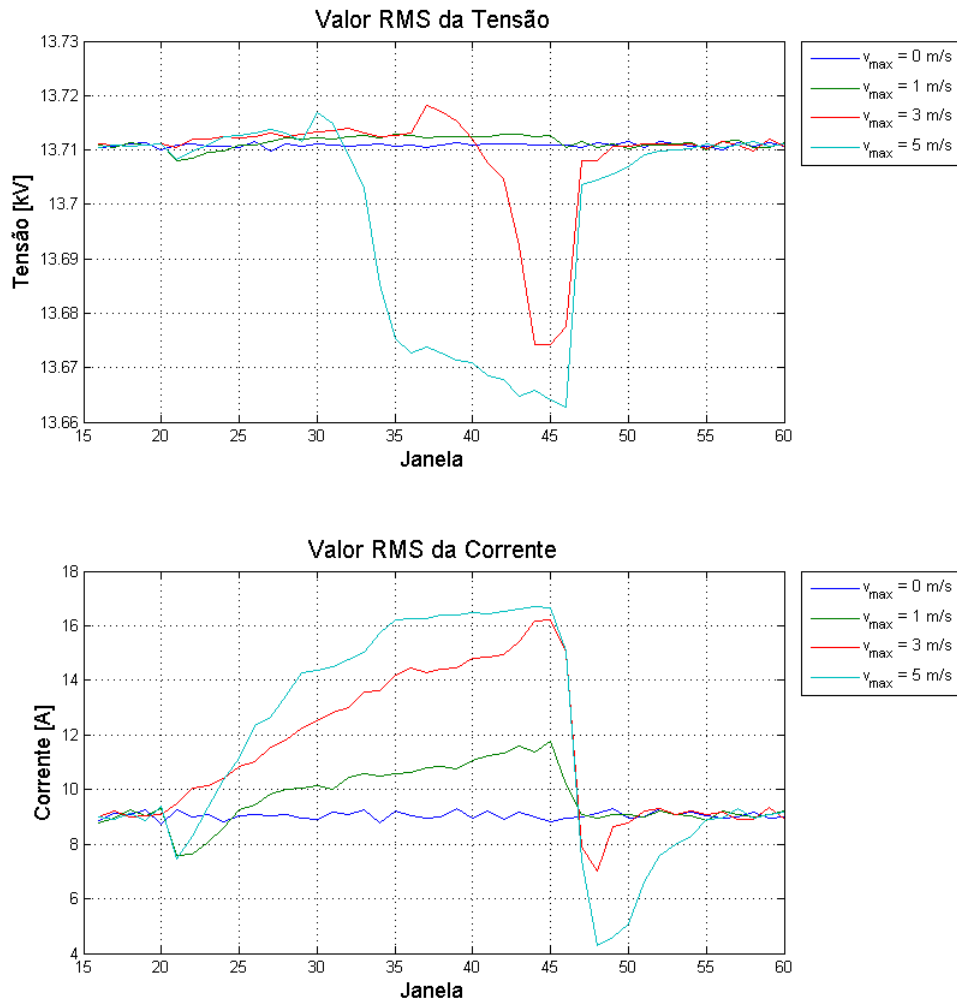 Valor RMS da Tensão
13.73
13.72
13.71
13.7
13.69
13.68
13.67
13.66
Tensão [kV]
15 20 25 30 35 40 45 50 55 60
Janela
vmax = 0 m/s
vmax = 1 m/s
vmax = 3 m/s
vmax = 5 m/s
Valor RMS da Corrente
18
16
14
12
10
8
6
4
Corrente [A]
15 20 25 30 35 40 45 50 55 60
Janela
vmax = 0 m/s
vmax = 1 m/s
vmax = 3 m/s
vmax = 5 m/s